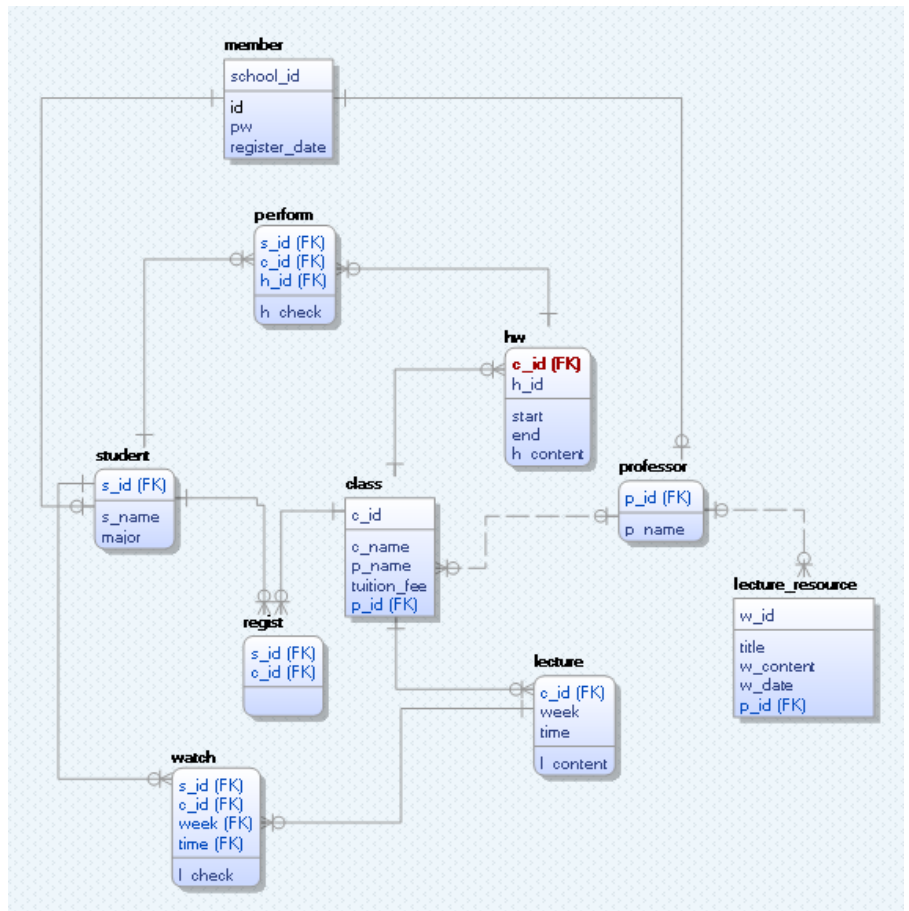 member
school_id
id
pw
register_date
perform
s_id (FK)
c_id (FK)
h_id (FK)
h_check
hw
c_id (FK)
h_id
start
end
h_content
student
s_id (FK)
s_name
major
class
c_id
c_name
p_name
tuition_fee
p_id (FK)
professor
p_id (FK)
p_name
lecture_resource
w_id
title
w_content
w_date
p_id (FK)
regist
s_id (FK)
c_id (FK)
lecture
c_id (FK)
week
time
l_content
watch
s_id (FK)
c_id (FK)
week (FK)
time (FK)
l_check